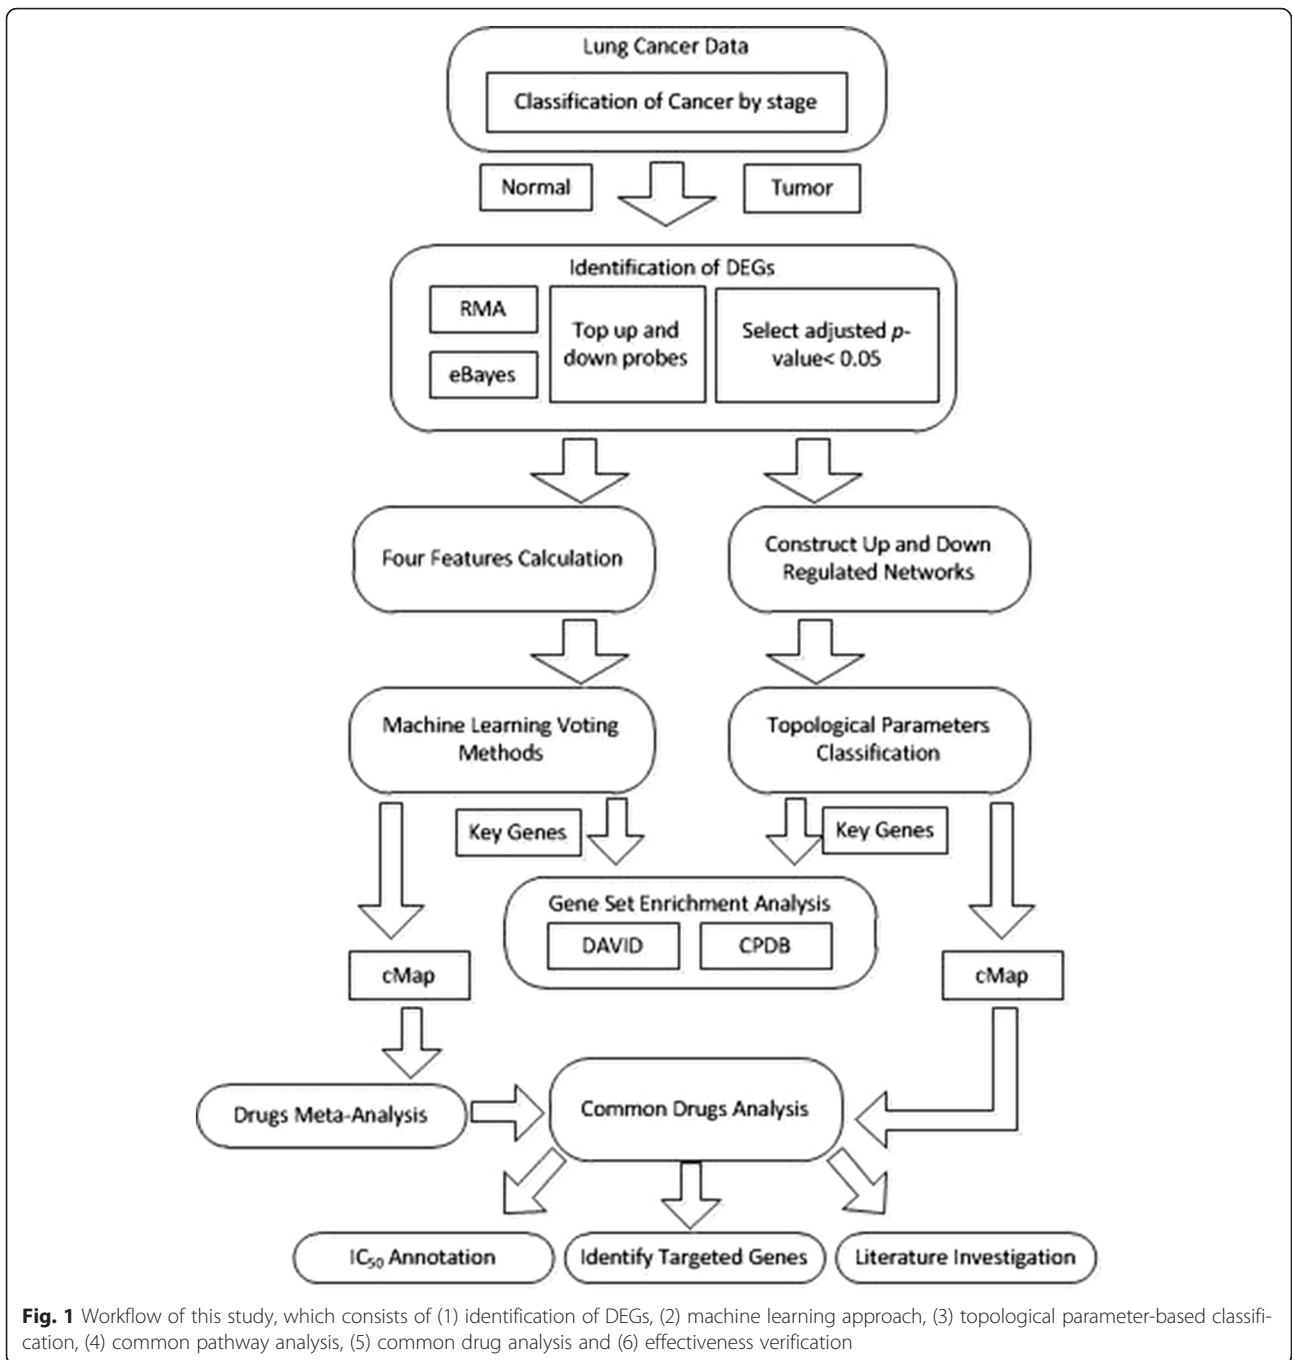 Lung Cancer Data
Classification of Cancer by stage
Normal
Tumor
Identification of DEGs
RMA
eBayes
Top up and
down probes
Select adjusted p-
value< 0.05
Four Features Calculation
Construct Up and Down
Regulated Networks
Machine Learning Voting
Methods
Topological Parameters
Classification
Key Genes
Key Genes
Gene Set Enrichment Analysis
DAVID
CPDB
cMap
cMap
Drugs Meta-Analysis
Common Drugs Analysis
IC50 Annotation
Identify Targeted Genes
Literature Investigation
Fig. 1 Workflow of this study, which consists of (1) identification of DEGs, (2) machine learning approach, (3) topological parameter-based classifi-
cation, (4) common pathway analysis, (5) common drug analysis and (6) effectiveness verification